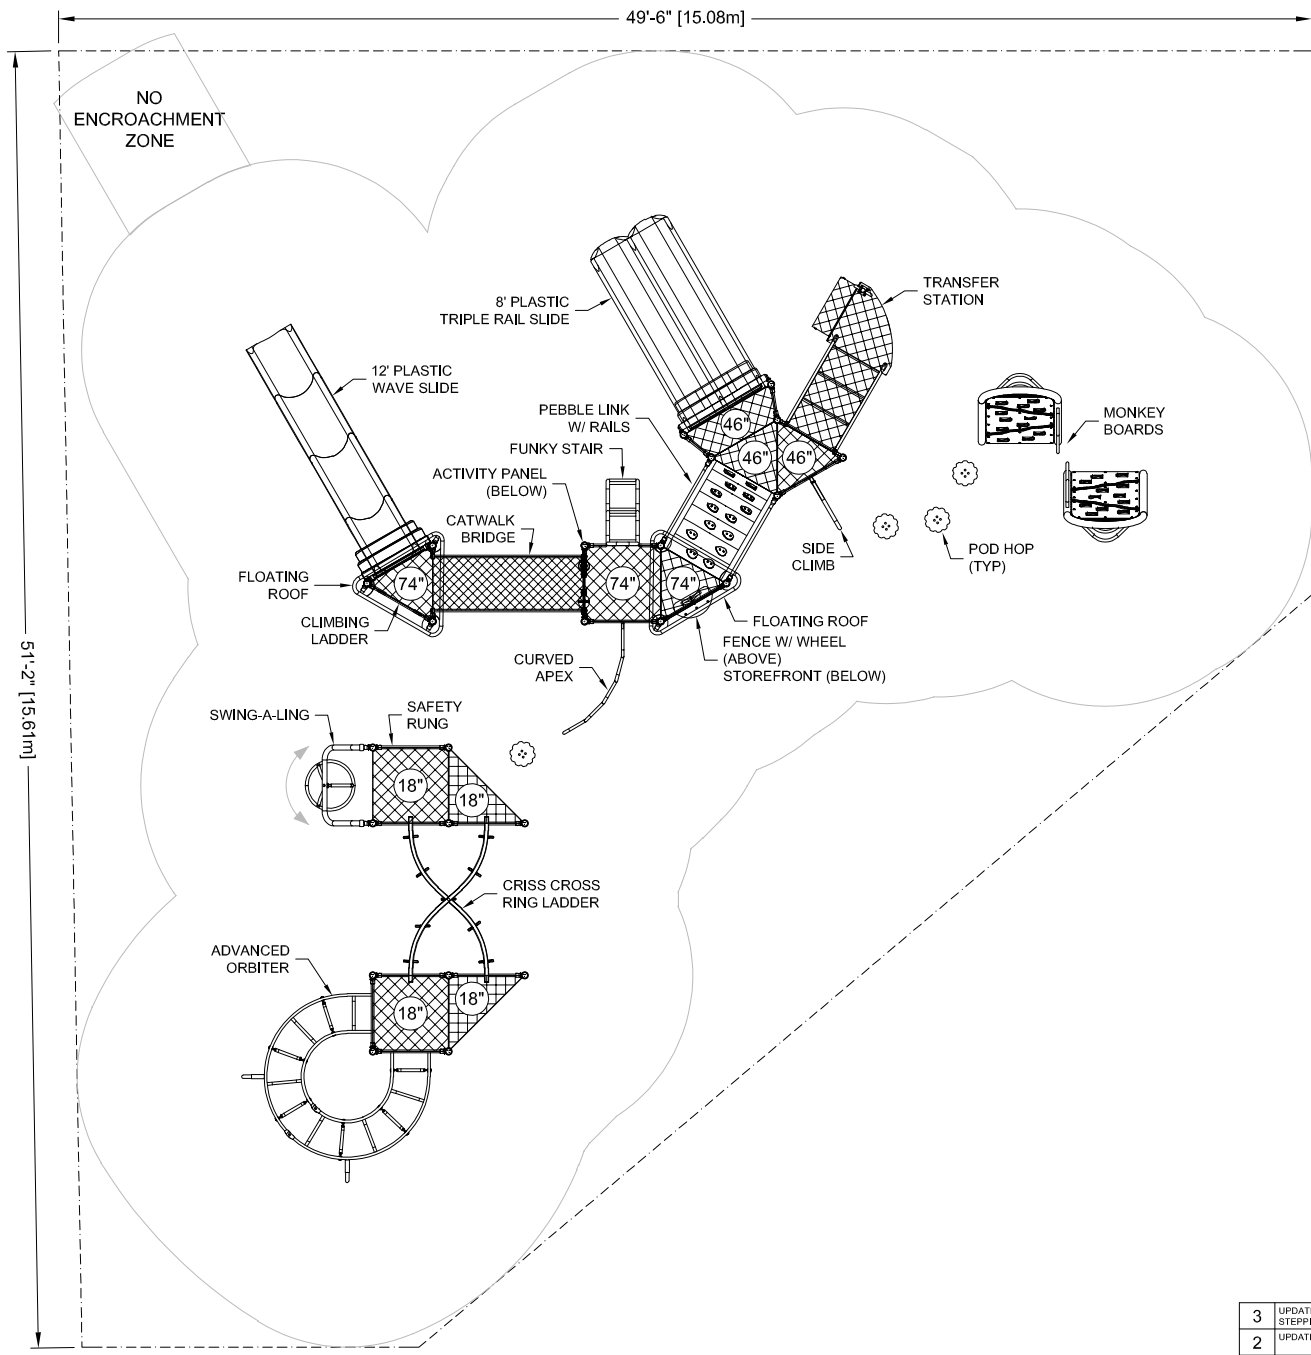 49'-6" [15.08m]
NO
ENCROACHMENT
ZONE
TRANSFER
STATION
8' PLASTIC
TRIPLE RAIL SLIDE
12' PLASTIC
WAVE SLIDE
PEBBLE LINK
W/ RAILS
MONKEY
BOARDS
46"
46"
46"
FUNKY STAIR
ACTIVITY PANEL
(BELOW)
CATWALK
BRIDGE
SIDE
CLIMB
POD HOP
(TYP)
FLOATING
ROOF
74"
74"
74"
CLIMBING
LADDER
FLOATING ROOF
FENCE W/ WHEEL
(ABOVE)
STOREFRONT (BELOW)
CURVED
APEX
51'-2" [15.61m]
SWING-A-LING
SAFETY
RUNG
18"
18"
CRISS CROSS
RING LADDER
ADVANCED
ORBITER
18"
18"
3
STEPP
2